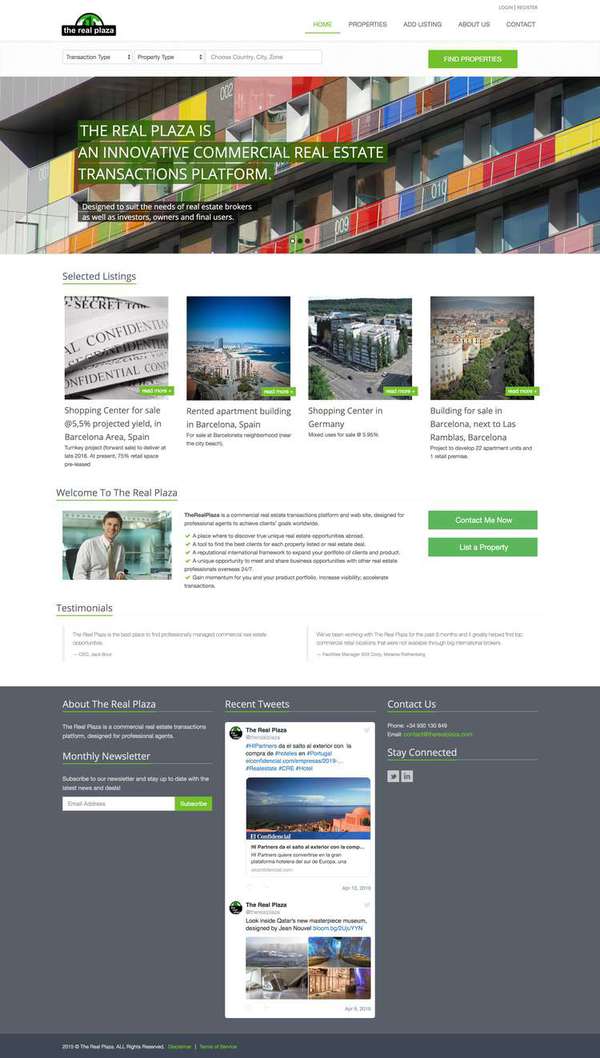 LOGIN | REGISTER
the real plaza
HOME PROPERTIES ADD LISTING ABOUT US CONTACT
Transaction Type Property Type Choose Country, City, Zone FIND PROPERTIES
002
THE REAL PLAZA IS
AN INNOVATIVE COMMERCIAL REAL ESTATE
TRANSACTIONS PLATFORM.
Designed to suit the needs of real estate brokers
as well as investors, owners and final users.
009
010
Selected Listings
SECRET
CONFIDENTIAL
CONFIDENTIAL
read more »
read more »
read more »
read more »
Shopping Center for sale
@5,5% projected yield, in
Barcelona Area, Spain
Turnkey project (forward sale) to deliver at
late 2016. At present, 75% retail space
pre-leased
Rented apartment building
in Barcelona, Spain
For sale at Barceloneta neighborhood (near
the city beach).
Shopping Center in
Germany
Mixed uses for sale @ 5.95%
Building for sale in
Barcelona, next to Las
Ramblas, Barcelona
Project to develop 22 apartment units and
1 retail premise.
Welcome To The Real Plaza
TheRealPlaza is a commercial real estate transactions platform and web site, designed for
professional agents to achieve clients' goals worldwide.
A place where to discover true unique real estate opportunities abroad.
A tool to find the best clients for each property listed or real estate deal.
A reputational international framework to expand your portfolio of clients and product.
A unique opportunity to meet and share business opportunities with other real estate
professionals overseas 24/7.
Gain momentum for you and your product portfolio, increase visibility, accelerate
transactions.
Contact Me Now
List a Property
Testimonials
The Real Plaza is the best place to find professionally managed commercial real estate
opportunities.
— CEO, Jack Boor
We've been working with The Real Plaza for the past 6 months and it greatly helped find top
commercial retail locations that were not available through big international brokers.
— Facilities Manager Still Corp, Melanie Rothenberg
About The Real Plaza
The Real Plaza is a commercial real estate transactions
platform, designed for professional agents.
Monthly Newsletter
Subscribe to our newsletter and stay up to date with the
latest news and deals!
Email Address Subscribe
Recent Tweets
The Real Plaza
@therealplaza
#HIPartners da el salto al exterior con la
compra de #hoteles en #Portugal
elconfidencial.com/empresas/2019-...
#Realestate #CRE #Hotel
El Confidencial
HI Partners da el salto al exterior con la comp...
HI Partners quiere convertirse en la gran
plataforma hotelera del sur de Europa, una
elconfidencial.com
Apr 12, 2019
The Real Plaza
@therealplaza
Look inside Qatar's new masterpiece museum,
designed by Jean Nouvel bloom.bg/2UjuYYN
Apr 8, 2019
Contact Us
Phone: +34 930 130 649
Email: contact@therealplaza.com
Stay Connected
2015 © The Real Plaza. ALL Rights Reserved. Disclaimer | Terms of Service